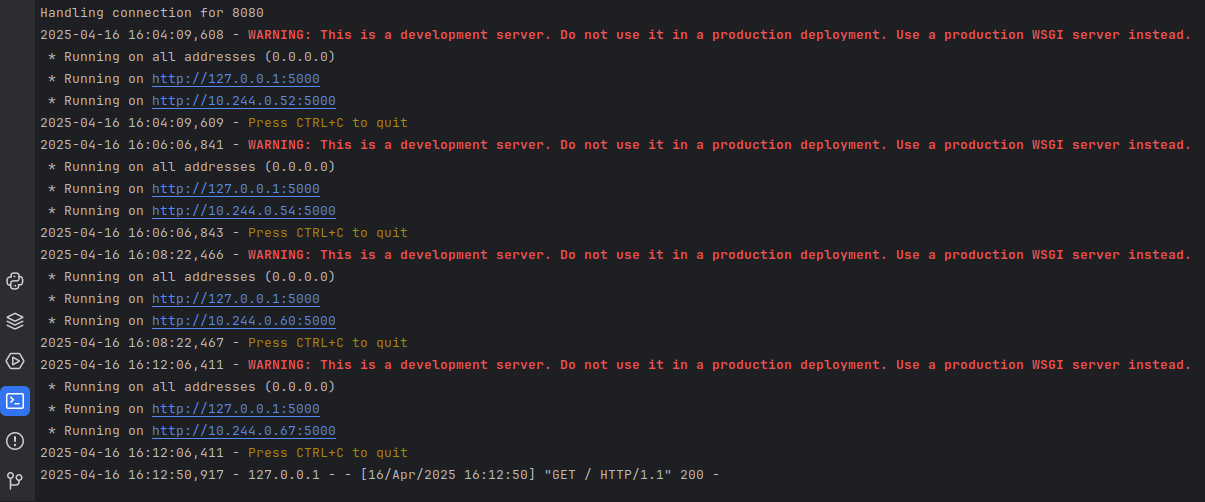 Handling connection for 8080
2025-04-16 16:04:09,608 - WARNING: This is a development server. Do not use it in a production deployment. Use a production WSGI server instead.
 * Running on all addresses (0.0.0.0)
 * Running on http://127.0.0.1:5000
 * Running on http://10.244.0.52:5000
2025-04-16 16:04:09,609 - Press CTRL+C to quit
2025-04-16 16:06:06,841 - WARNING: This is a development server. Do not use it in a production deployment. Use a production WSGI server instead.
 * Running on all addresses (0.0.0.0)
 * Running on http://127.0.0.1:5000
 * Running on http://10.244.0.54:5000
2025-04-16 16:06:06,843 - Press CTRL+C to quit
2025-04-16 16:08:22,466 - WARNING: This is a development server. Do not use it in a production deployment. Use a production WSGI server instead.
 * Running on all addresses (0.0.0.0)
 * Running on http://127.0.0.1:5000
 * Running on http://10.244.0.60:5000
2025-04-16 16:08:22,467 - Press CTRL+C to quit
2025-04-16 16:12:06,411 - WARNING: This is a development server. Do not use it in a production deployment. Use a production WSGI server instead.
 * Running on all addresses (0.0.0.0)
 * Running on http://127.0.0.1:5000
 * Running on http://10.244.0.67:5000
2025-04-16 16:12:06,411 - Press CTRL+C to quit
2025-04-16 16:12:50,917 - 127.0.0.1 - - [16/Apr/2025 16:12:50] "GET / HTTP/1.1" 200 -